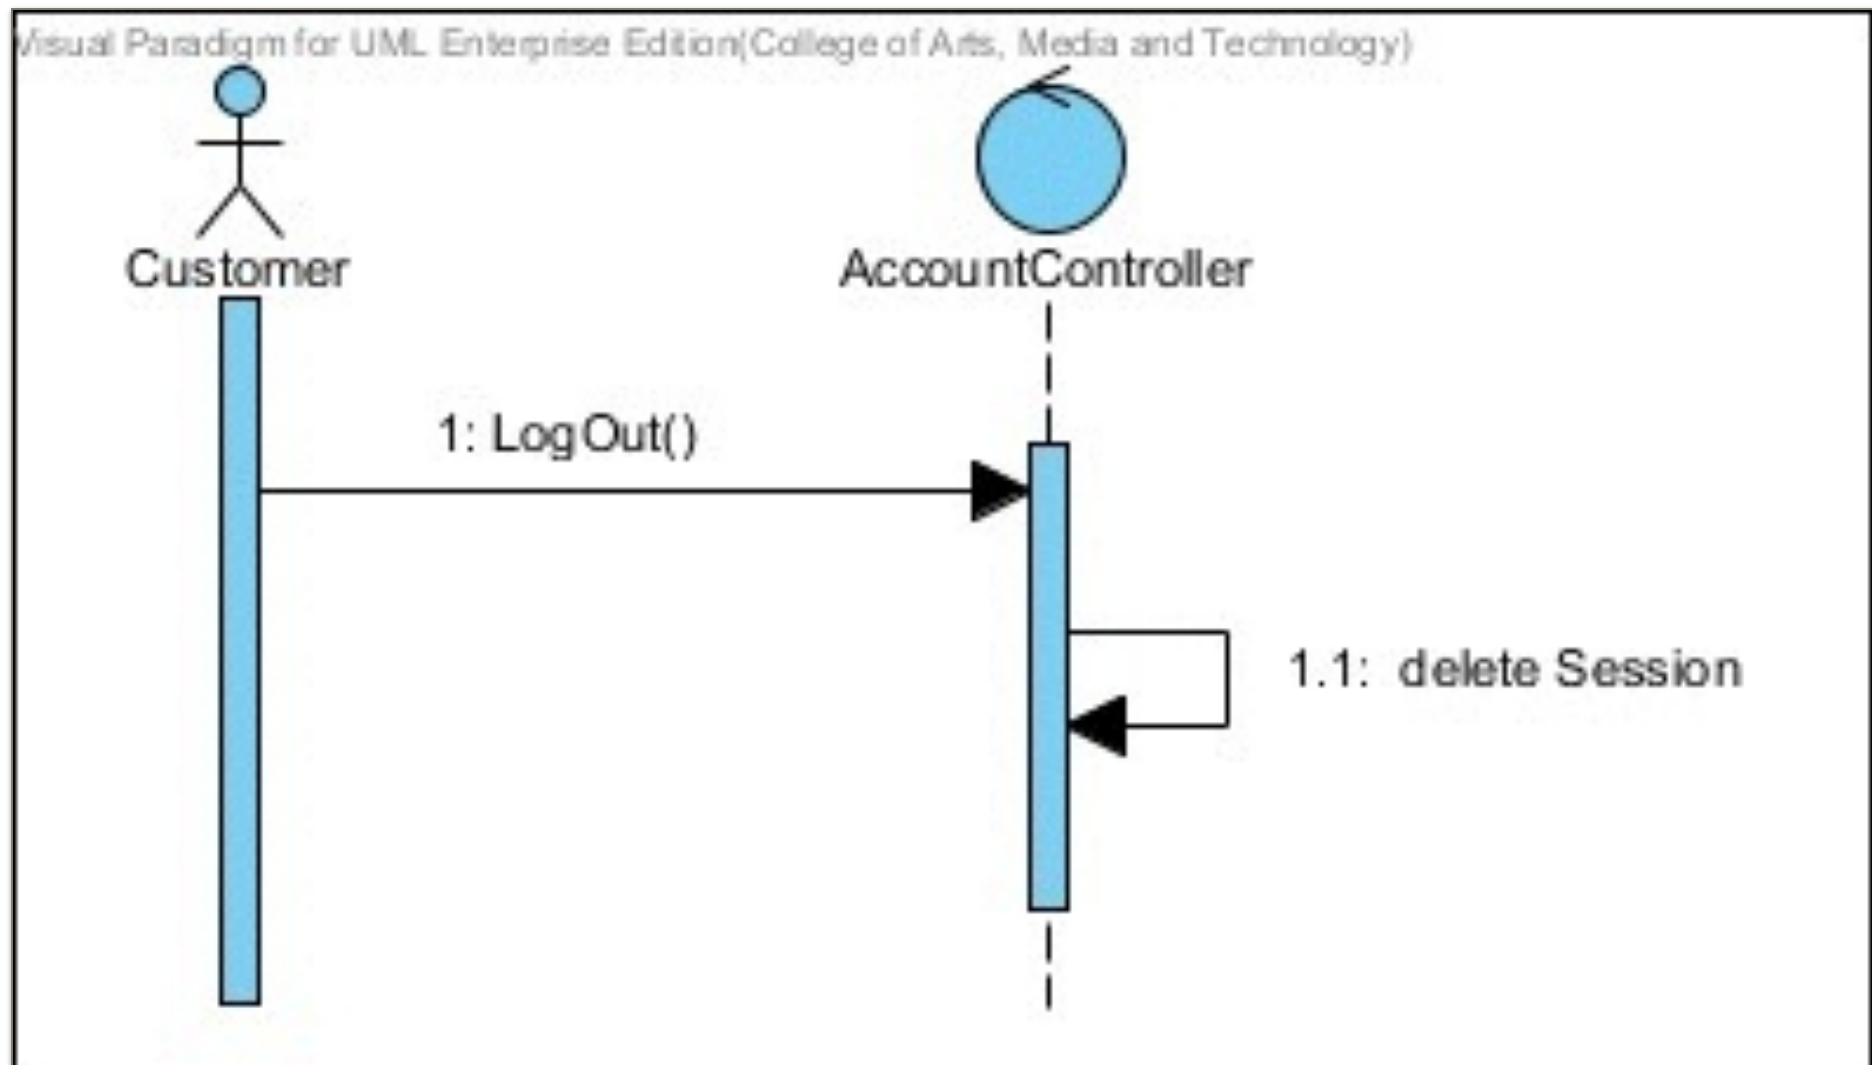 Visual Paradigm for UML Enterprise Edition(College of Arts, Media and Technology)
Customer
AccountController
1: LogOut()
1.1: delete Session